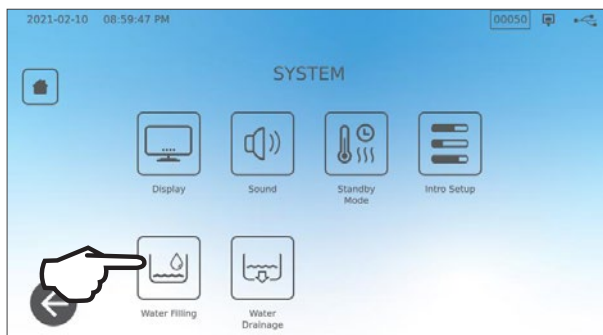 2021-02-10 08:59:47 PM 00050
SYSTEM
Display Sound Standby Intro Setup
Mode
Water Filling Water
Drainage